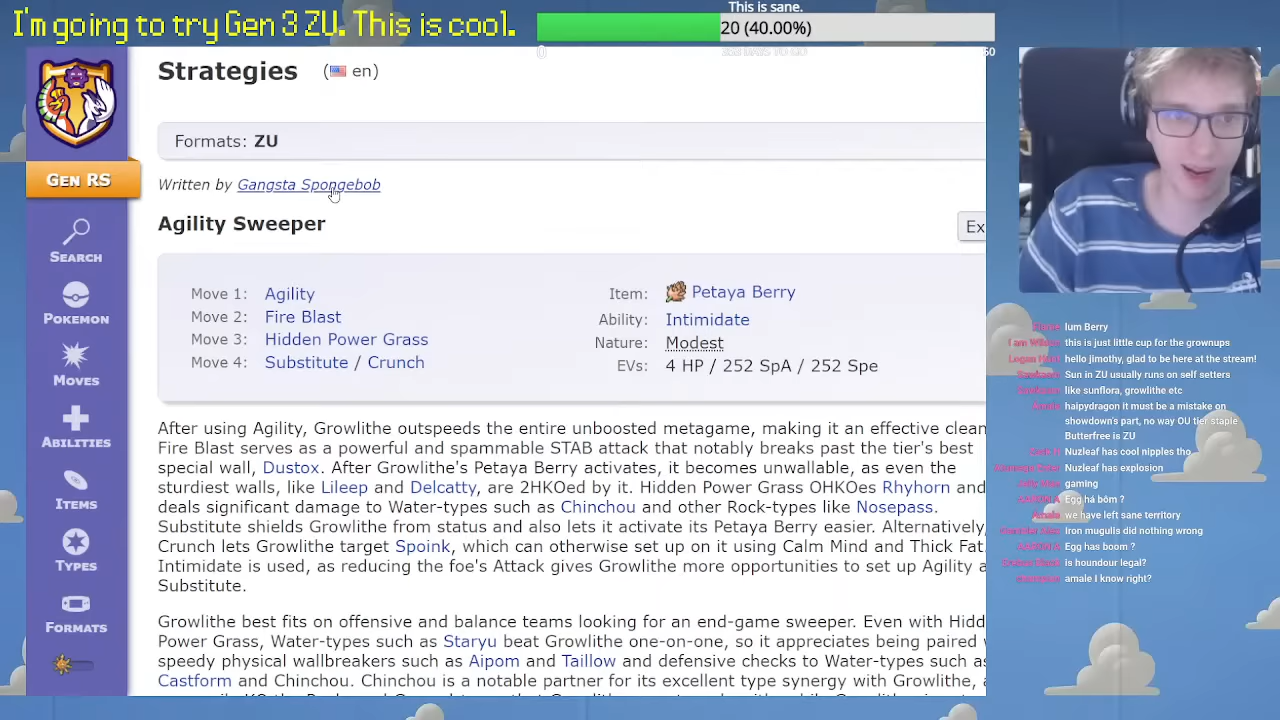 I'm going to try Gen 3 ZU. This is cool.
This is sane.
20 (40.00%)
0
50
Strategies
(en)
GEN RS
SEARCH
POKEMON
MOVES
ABILITIES
ITEMS
TYPES
FORMATS
Formats: ZU
Written by Gangsta Spongebob
Agility Sweeper
Ex
Move 1: Agility
Move 2: Fire Blast
Move 3: Hidden Power Grass
Move 4: Substitute / Crunch
Item: Petaya Berry
Ability: Intimidate
Nature: Modest
EVs: 4 HP / 252 SpA / 252 Spe
After using Agility, Growlithe outspeeds the entire unboosted metagame, making it an effective clean
Fire Blast serves as a powerful and spammable STAB attack that notably breaks past the tier's best
special wall, Dustox. After Growlithe's Petaya Berry activates, it becomes unwallable, as even the
sturdiest walls, like Lileep and Delcatty, are 2HKOed by it. Hidden Power Grass OHKOes Rhyhorn and
deals significant damage to Water-types such as Chinchou and other Rock-types like Nosepass.
Substitute shields Growlithe from status and also lets it activate its Petaya Berry easier. Alternatively,
Crunch lets Growlithe target Spoink, which can otherwise set up on it using Calm Mind and Thick Fat.
Intimidate is used, as reducing the foe's Attack gives Growlithe more opportunities to set up Agility a
Substitute.
Growlithe best fits on offensive and balance teams looking for an end-game sweeper. Even with Hidd
Power Grass, Water-types such as Staryu beat Growlithe one-on-one, so it appreciates being paired
speedy physical wallbreakers such as Aipom and Taillow and defensive checks to Water-types such as
Castform and Chinchou. Chinchou is a notable partner for its excellent type synergy with Growlithe, a
lum Berry
this is just little cup for the grownups
hello jimothy, glad to be here at the stream!
Sun in ZU usually runs on self setters
like sunflora, growlithe etc
haipydragon it must be a mistake on
showdown's part, no way OU tier staple
Butterfree is ZU
Nuzleaf has cool nipples tho
Nuzleaf has explosion
gaming
Egg há bôm ?
we have left sane territory
Iron mugulis did nothing wrong
Egg has boom ?
is houndour legal?
amale I know right?